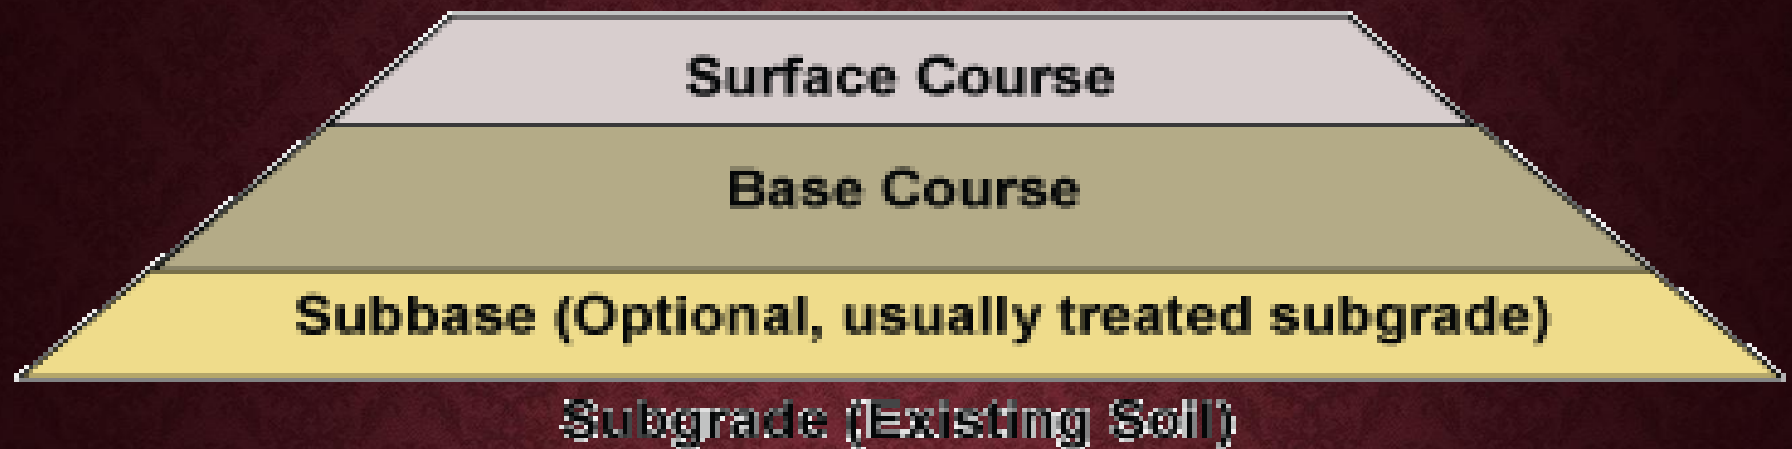 Surface Course
Base Course
Subbase (Optional, usually treated subgrade)
Subgrade (Existing Soil)